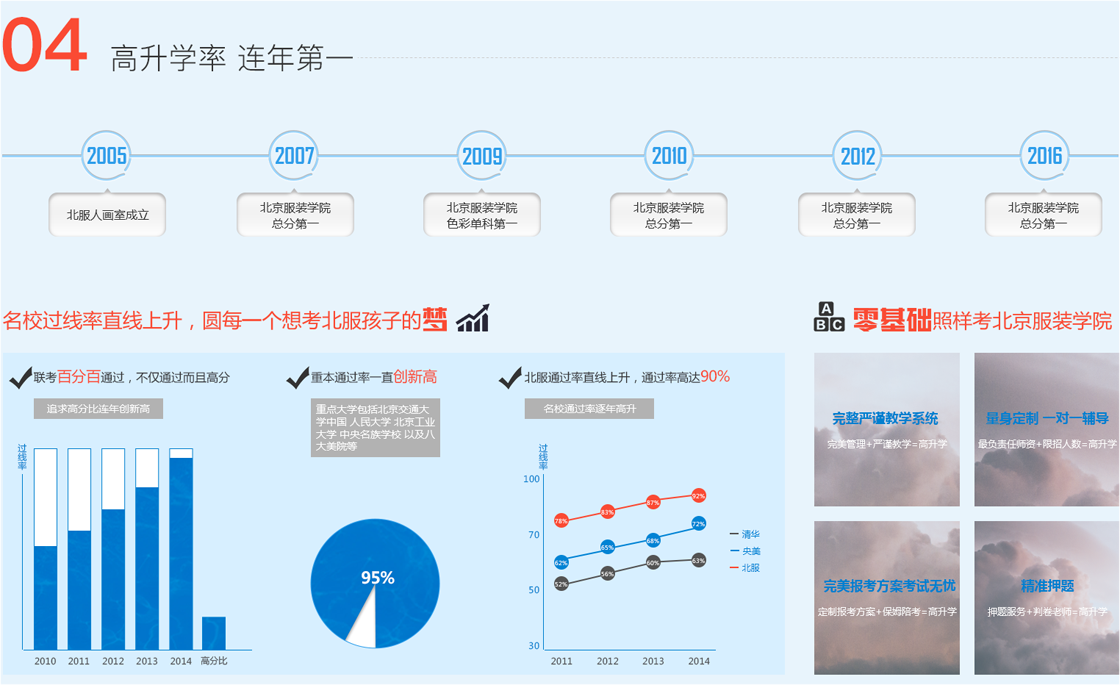 04 高升学率 连年第一
2005
2007
2009
2010
2012
2016
北服人画室成立
北京服装学院
总分第一
北京服装学院
色彩单科第一
北京服装学院
总分第一
北京服装学院
总分第一
北京服装学院
总分第一
名校过线率直线上升，圆每一个想考北服孩子的梦
联考百分百通过，不仅通过而且高分
追求高分比连年创新高
过线率
2010
2011
2012
2013
2014
高分比
重本通过率一直创新高
重点大学包括北京交通大
学中国 人民大学 北京工业
大学 中央名族学校 以及八
大美院等
95%
北服通过率直线上升，通过率高达90%
名校通过率逐年高升
过线率
100
70
50
30
78%
83%
87%
92%
62%
65%
68%
72%
52%
56%
60%
63%
2011
2012
2013
2014
清华
央美
北服
A
B C
零基础照样考北京服装学院
完整严谨教学系统
完美管理+严谨教学=高升学
量身定制 一对一辅导
最负责任师资+限招人数=高升学
完美报考方案考试无忧
定制报考方案+保姆陪考=高升学
精准押题
押题服务+判卷老师=高升学